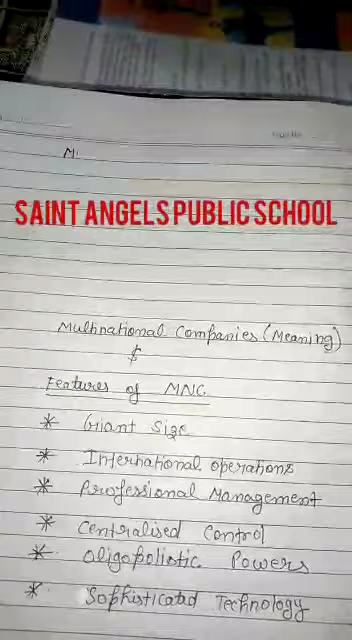 M.
SAINT ANGELS PUBLIC SCHOOL
Multinational Companies (Meaning)
$
Features of MNC
* Giant Size
* International operations
* Professional Management
* Centralised Control
* Oligopolistic Powers
* Sophisticated Technology